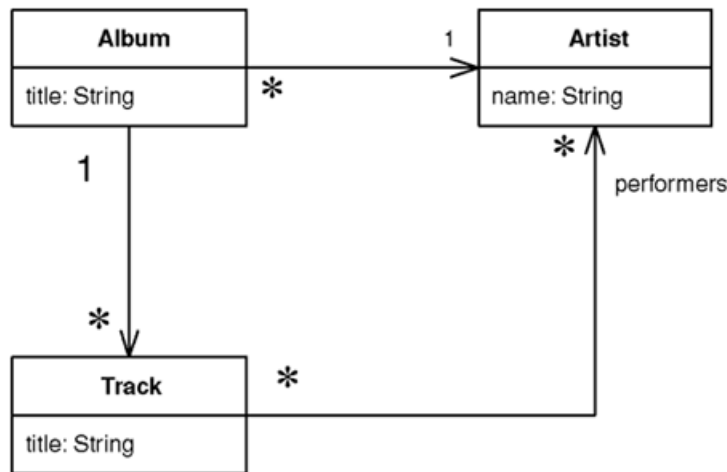 Album
1
Artist
title: String
*
name: String
1
*
performers
*
Track
*
title: String